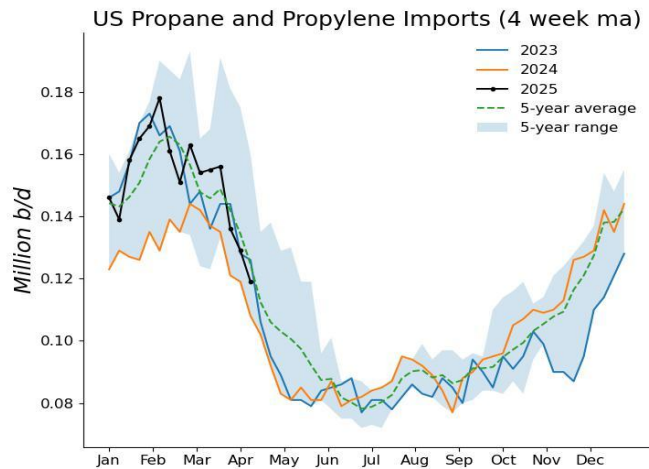 US Propane and Propylene Imports (4 week ma)
2023
2024
2025
5-year average
5-year range
Million b/d
0.18
0.16
0.14
0.12
0.10
0.08
Jan Feb Mar Apr May Jun Jul Aug Sep Oct Nov Dec